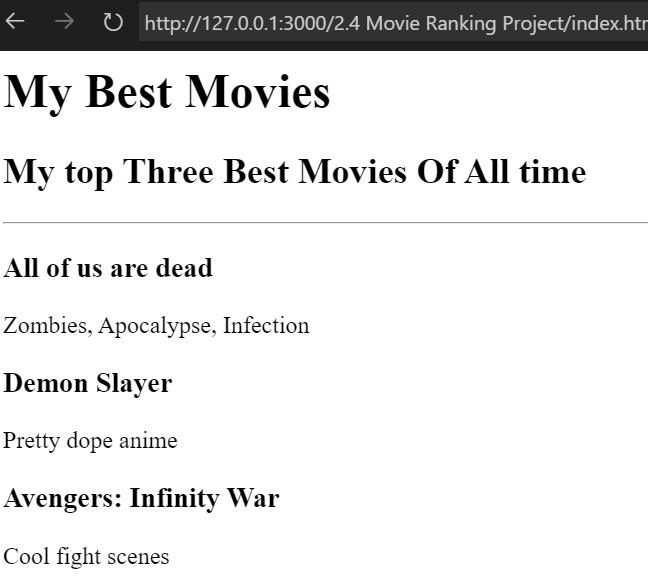 http://127.0.0.1:3000/2.4 Movie Ranking Project/index.htm
My Best Movies
My top Three Best Movies Of All time
All of us are dead
Zombies, Apocalypse, Infection
Demon Slayer
Pretty dope anime
Avengers: Infinity War
Cool fight scenes